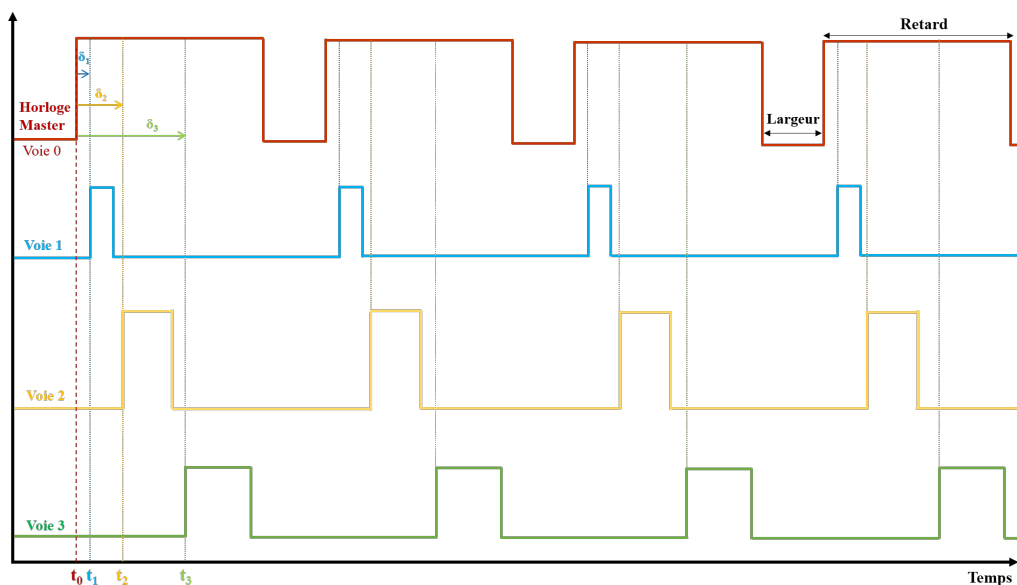 Retard
δ1
δ2
Horloge
Master
δ3
Largeur
Voie 0
Voie 1
Voie 2
Voie 3
t0 t1 t2 t3
Temps